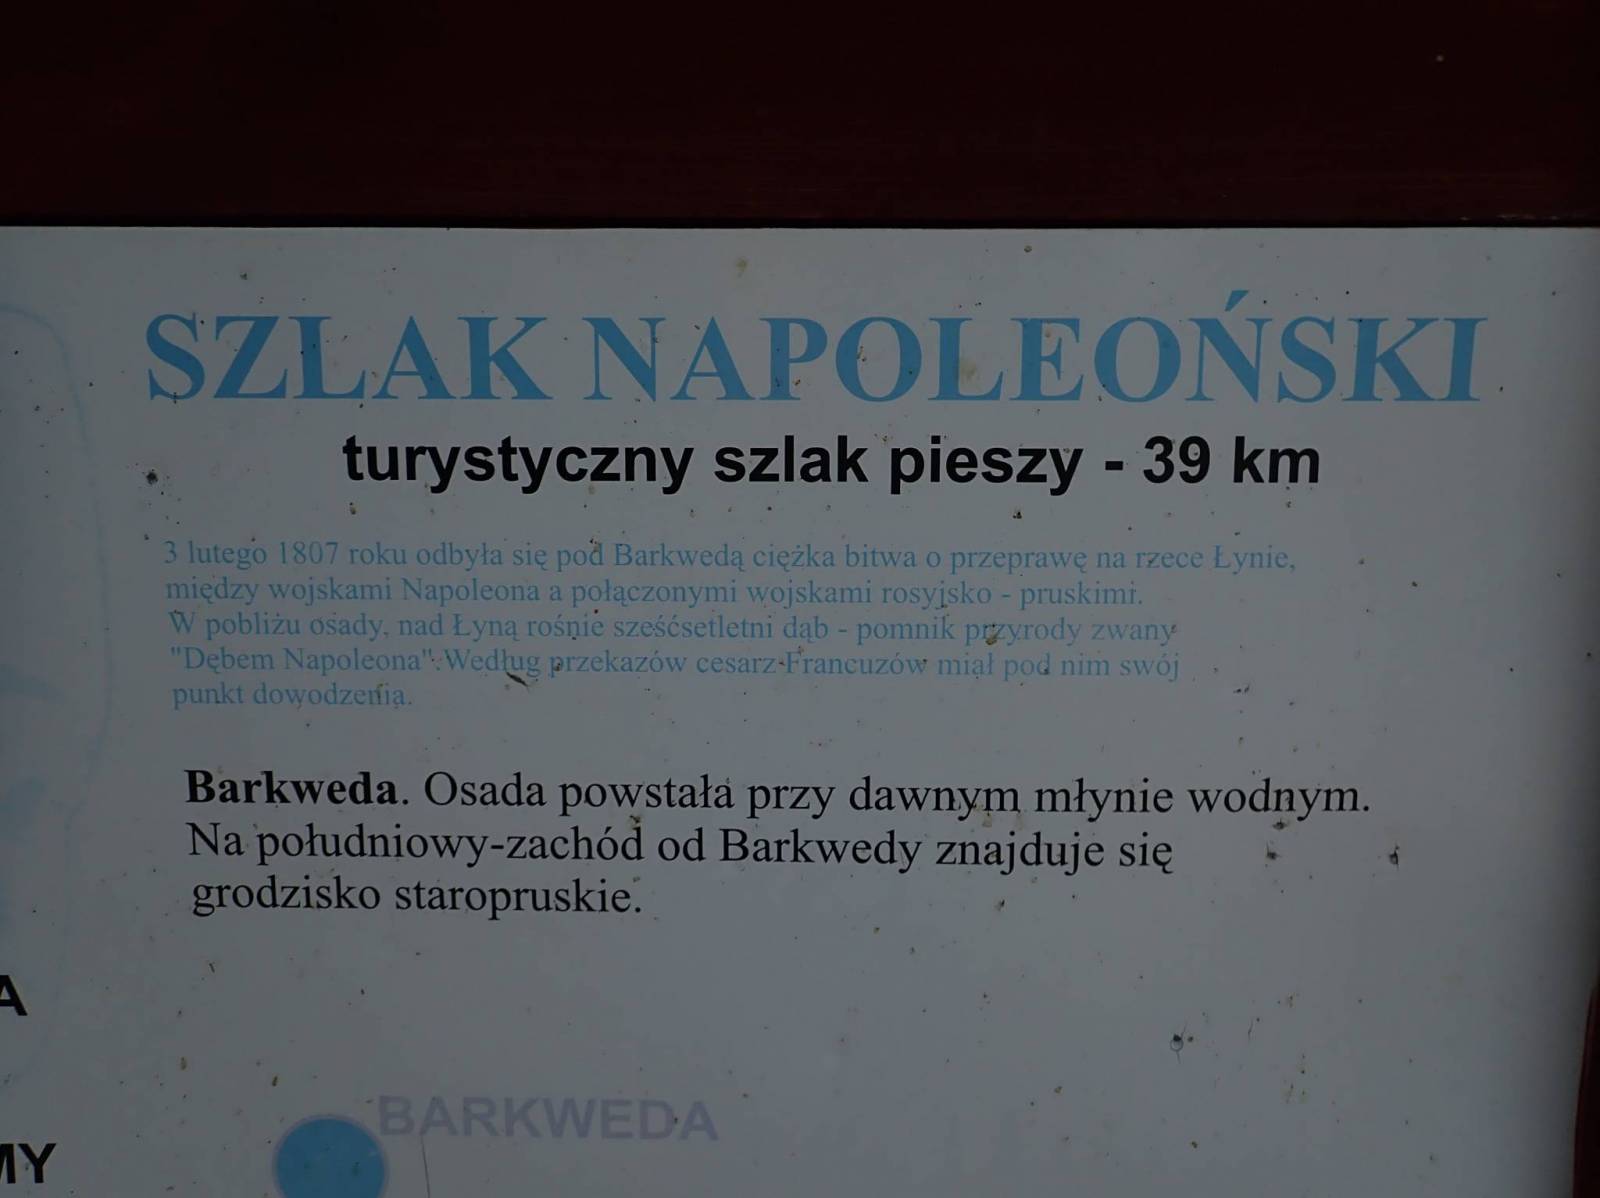 SZLAK NAPOLEOŃSKI
turystyczny szlak pieszy - 39 km
3 lutego 1807 roku odbyła się pod Barkwedą ciężka bitwa o przeprawę na rzece Łynie,
między wojskami Napoleona a połączonymi wojskami rosyjsko - pruskimi.
W pobliżu osady, nad Łyną rośnie sześćsetletni dąb - pomnik przyrody zwany
"Dębem Napoleona". Według przekazów cesarz Francuzów miał pod nim swój
punkt dowodzenia.
Barkweda. Osada powstała przy dawnym młynie wodnym.
Na południowy-zachód od Barkwedy znajduje się
grodzisko staropruskie.
A
BARKWEDA
MY